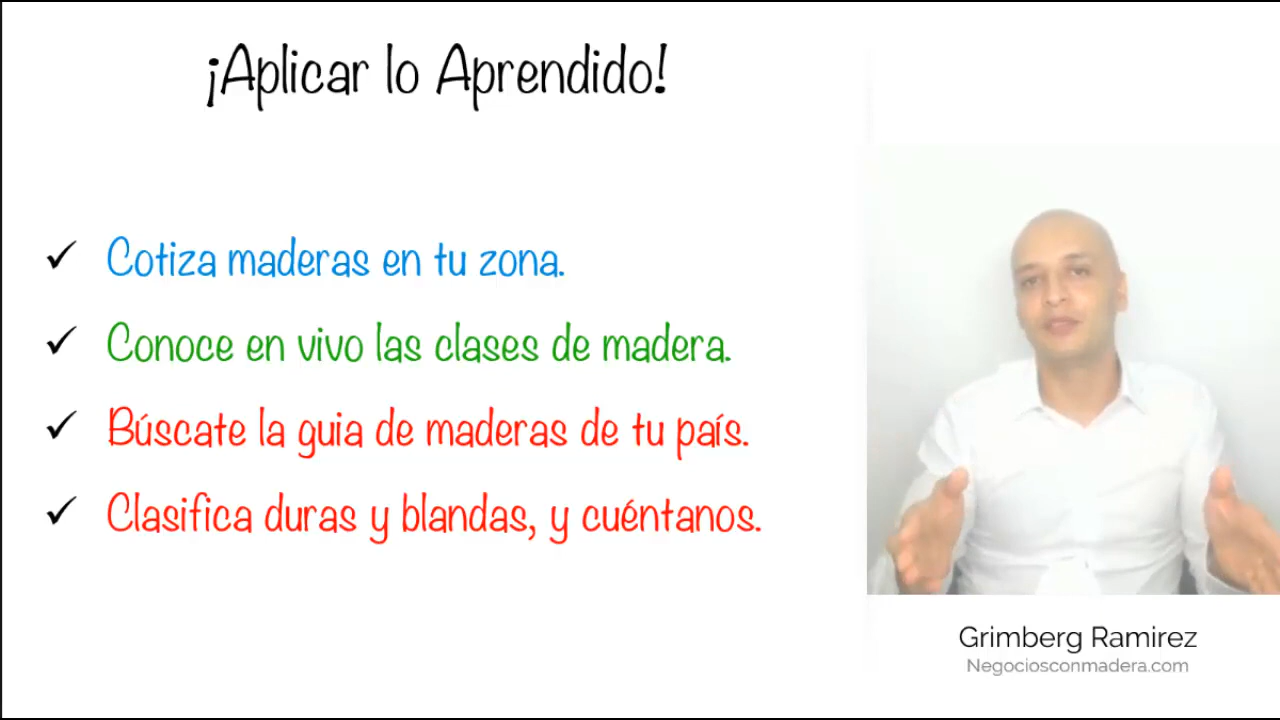 ¡Aplicar lo Aprendido!
Cotiza maderas en tu zona.
Conoce en vivo las clases de madera.
Búscate la guia de maderas de tu país.
Clasifica duras y blandas, y cuéntanos.
Grimberg Ramirez
Negociosconmadera.com